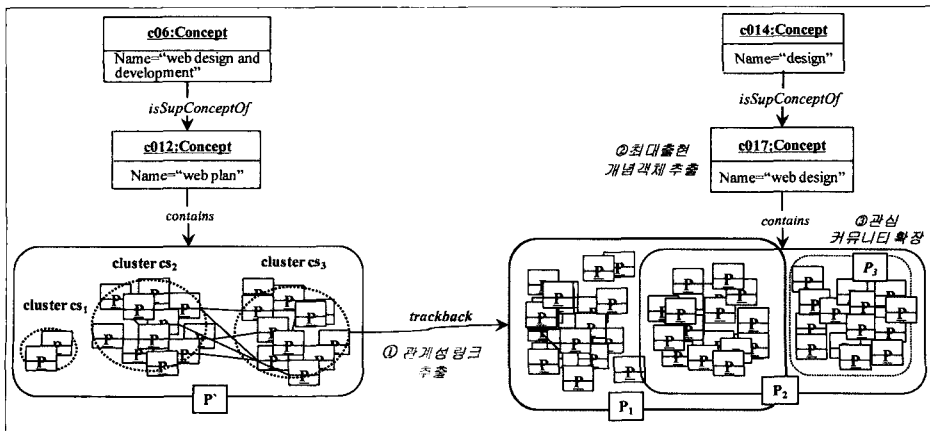 c06:Concept
Name="web design and
development"
isSupConceptOf
c012:Concept
Name="web plan"
contains
cluster cs1
cluster cs2
cluster cs3
P
P`
trackback
① 관계성 링크
추출
c014:Concept
Name="design"
isSupConceptOf
②최대출현
개념객체 추출
c017:Concept
Name="web design"
contains
③관심
커뮤니티 확장
P3
P
P1
P2